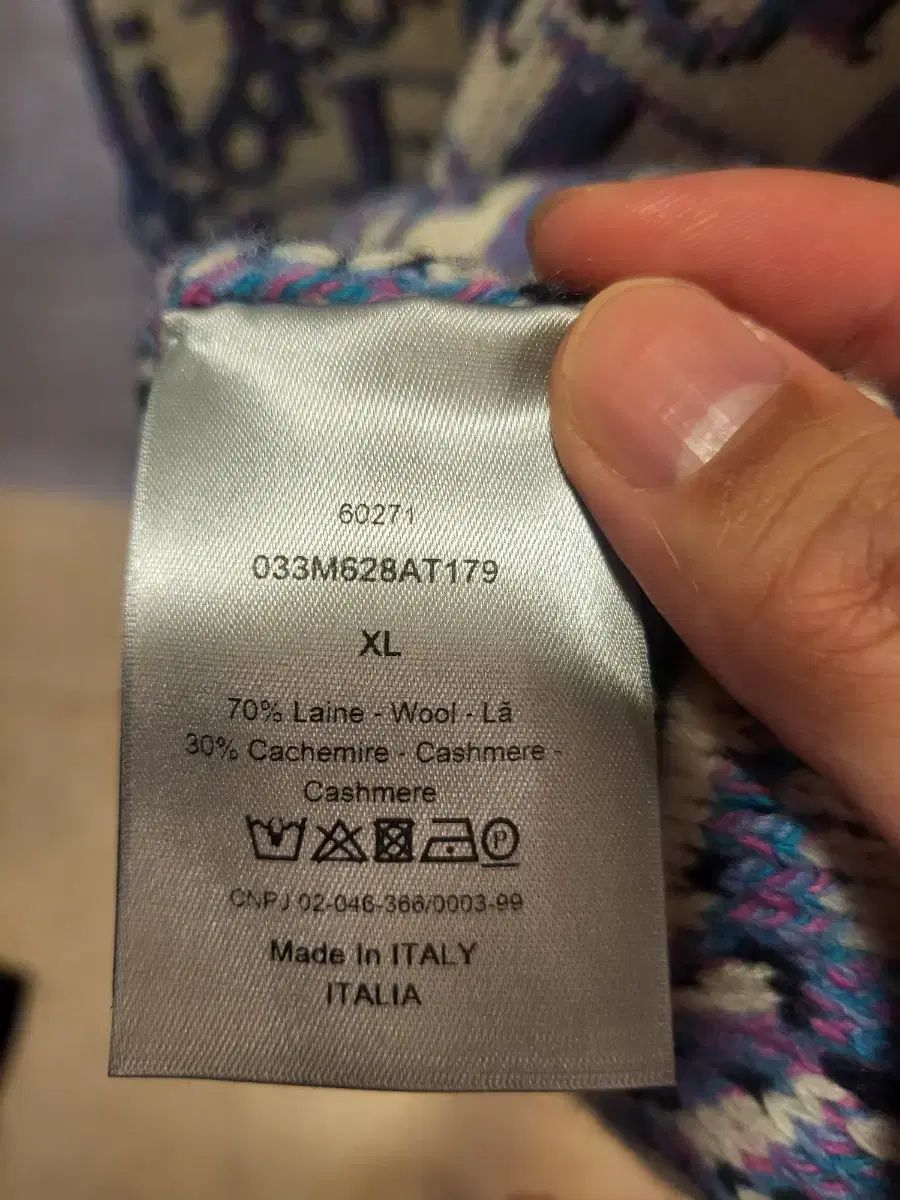 60271
033M628AT179
XL
70% Laine - Wool - Lã
30% Cachemire - Cashmere -
Cashmere
P
CNPJ 02-046-366/0003-99
Made In ITALY
ITALIA